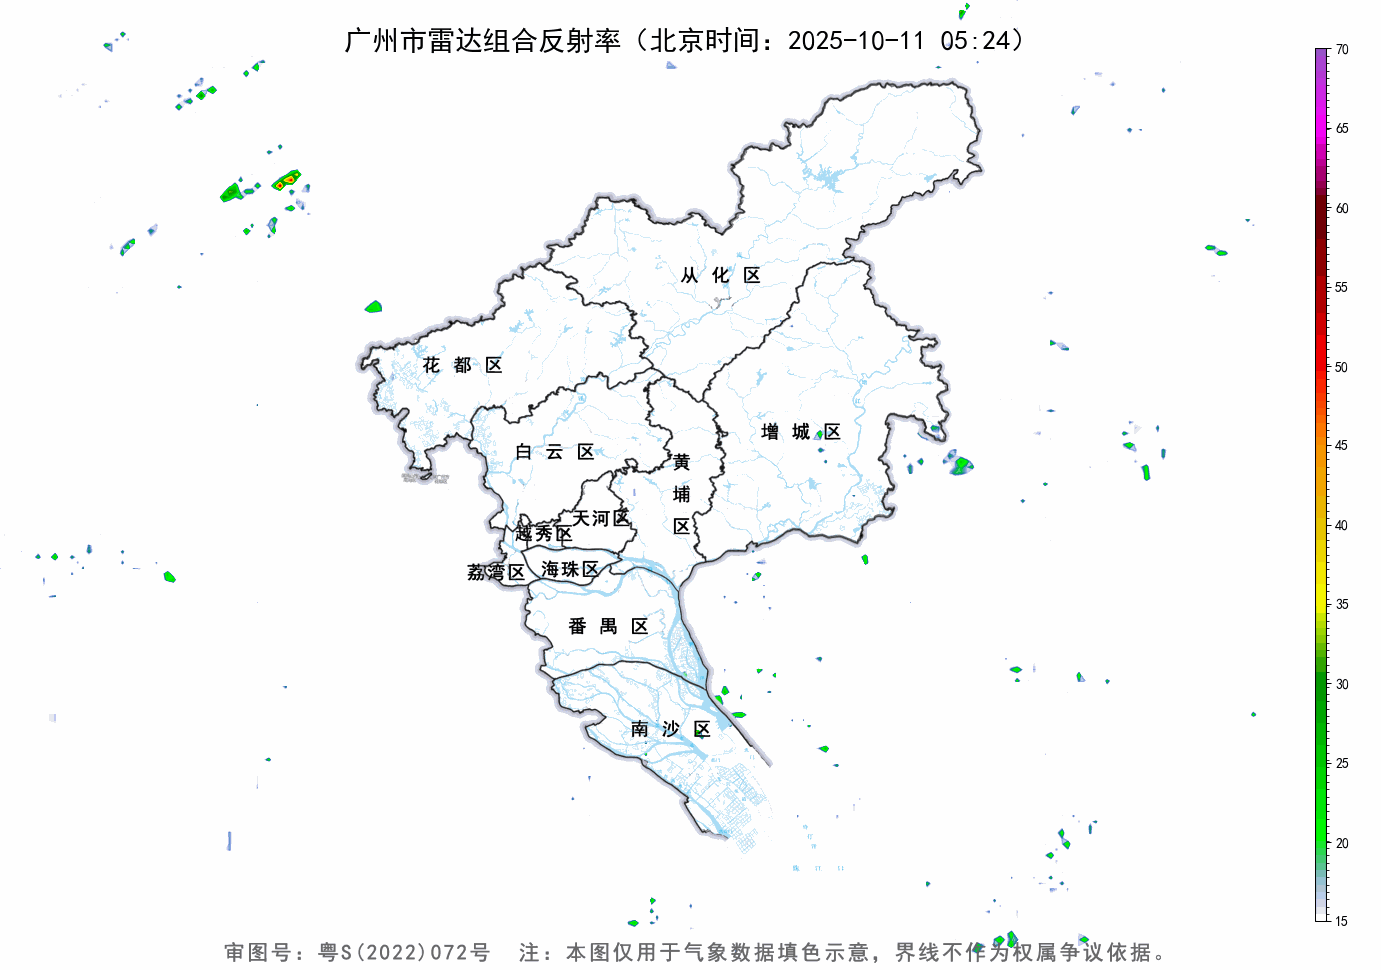 广州市雷达组合反射率（北京时间：2025-10-11 05:24）
70
65
60
55
50
45
40
35
30
25
20
15
从化区
花都区
增城区
白云区
黄埔区
天河区
越秀区
荔湾区
海珠区
番禺区
南沙区
审图号：粤S(2022)072号 注：本图仅用于气象数据填色示意，界线不作为权属争议依据。